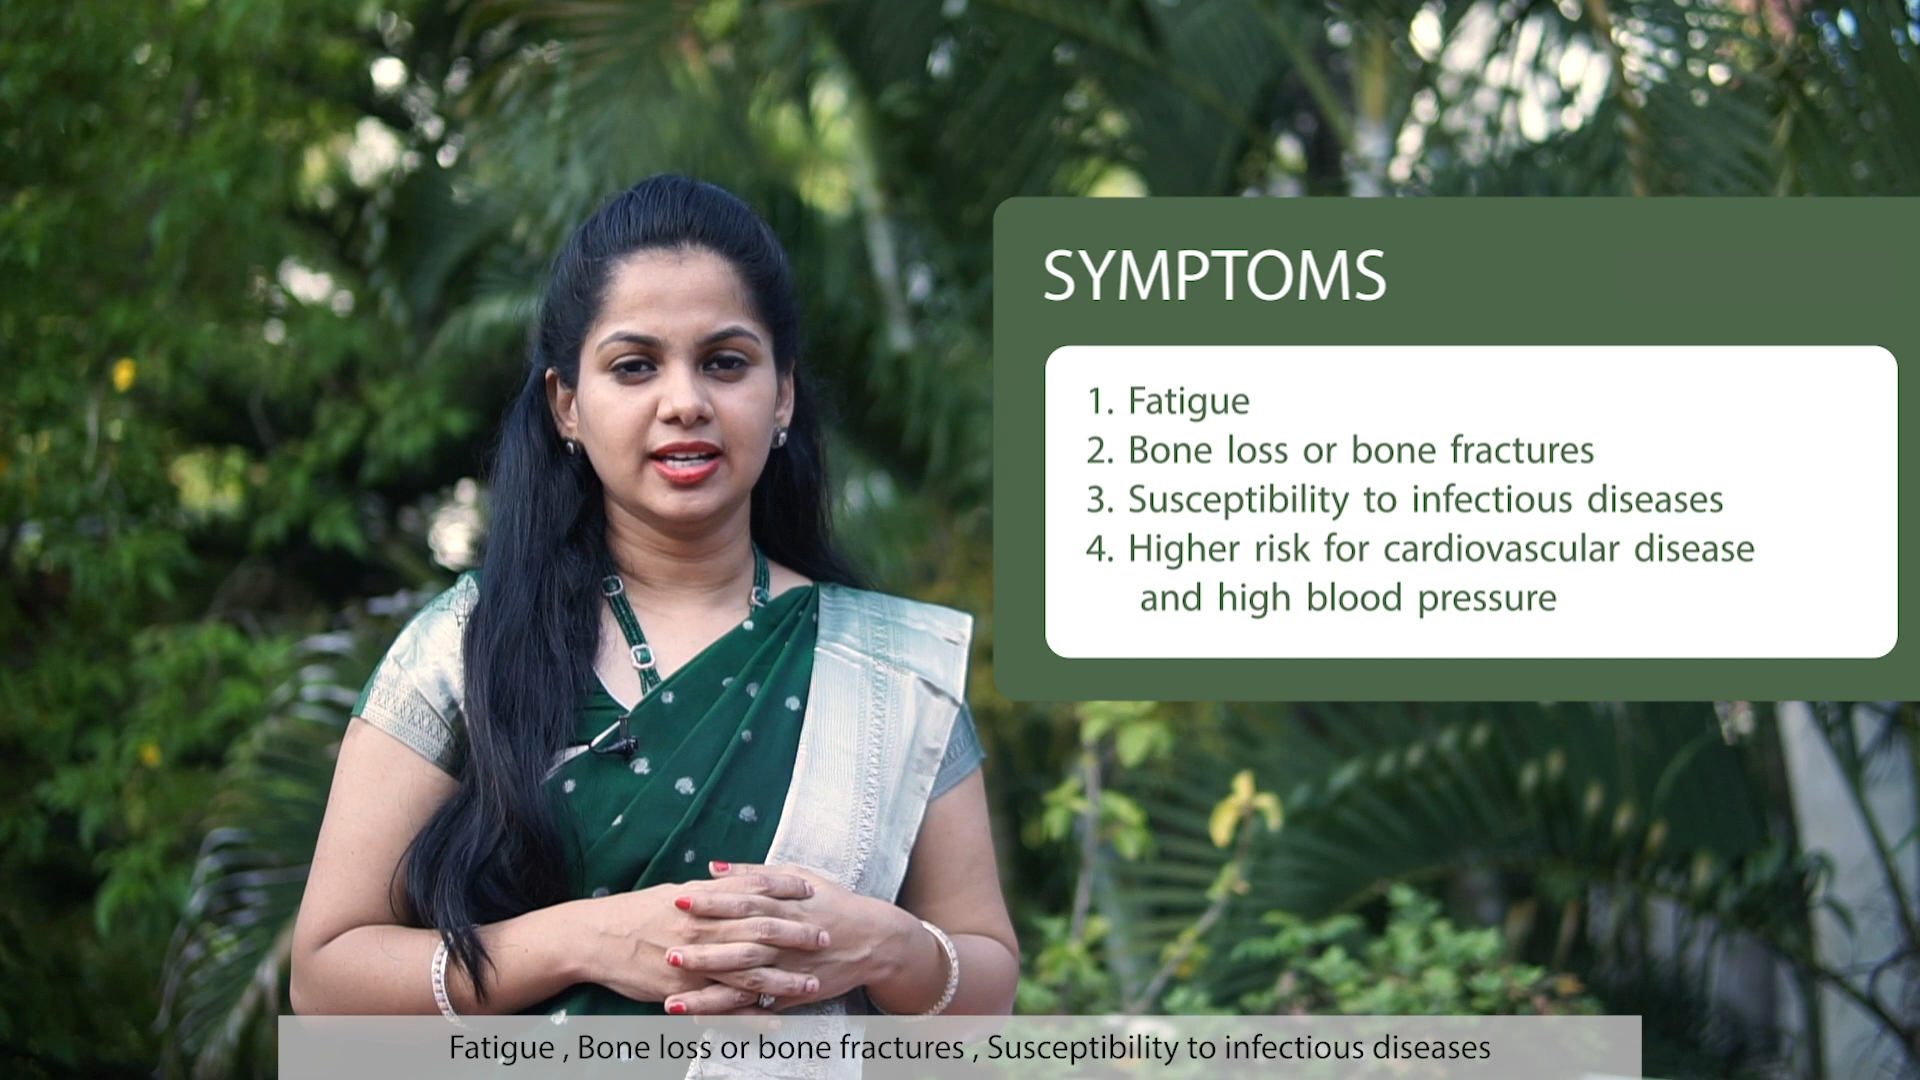 SYMPTOMS
1. Fatigue
2. Bone loss or bone fractures
3. Susceptibility to infectious diseases
4. Higher risk for cardiovascular disease
and high blood pressure
Fatigue , Bone loss or bone fractures , Susceptibility to infectious diseases